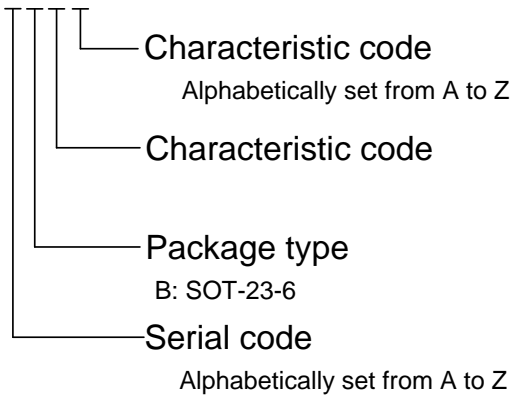 Characteristic code
Alphabetically set from A to Z
Characteristic code
Package type
B: SOT-23-6
Serial code
Alphabetically set from A to Z